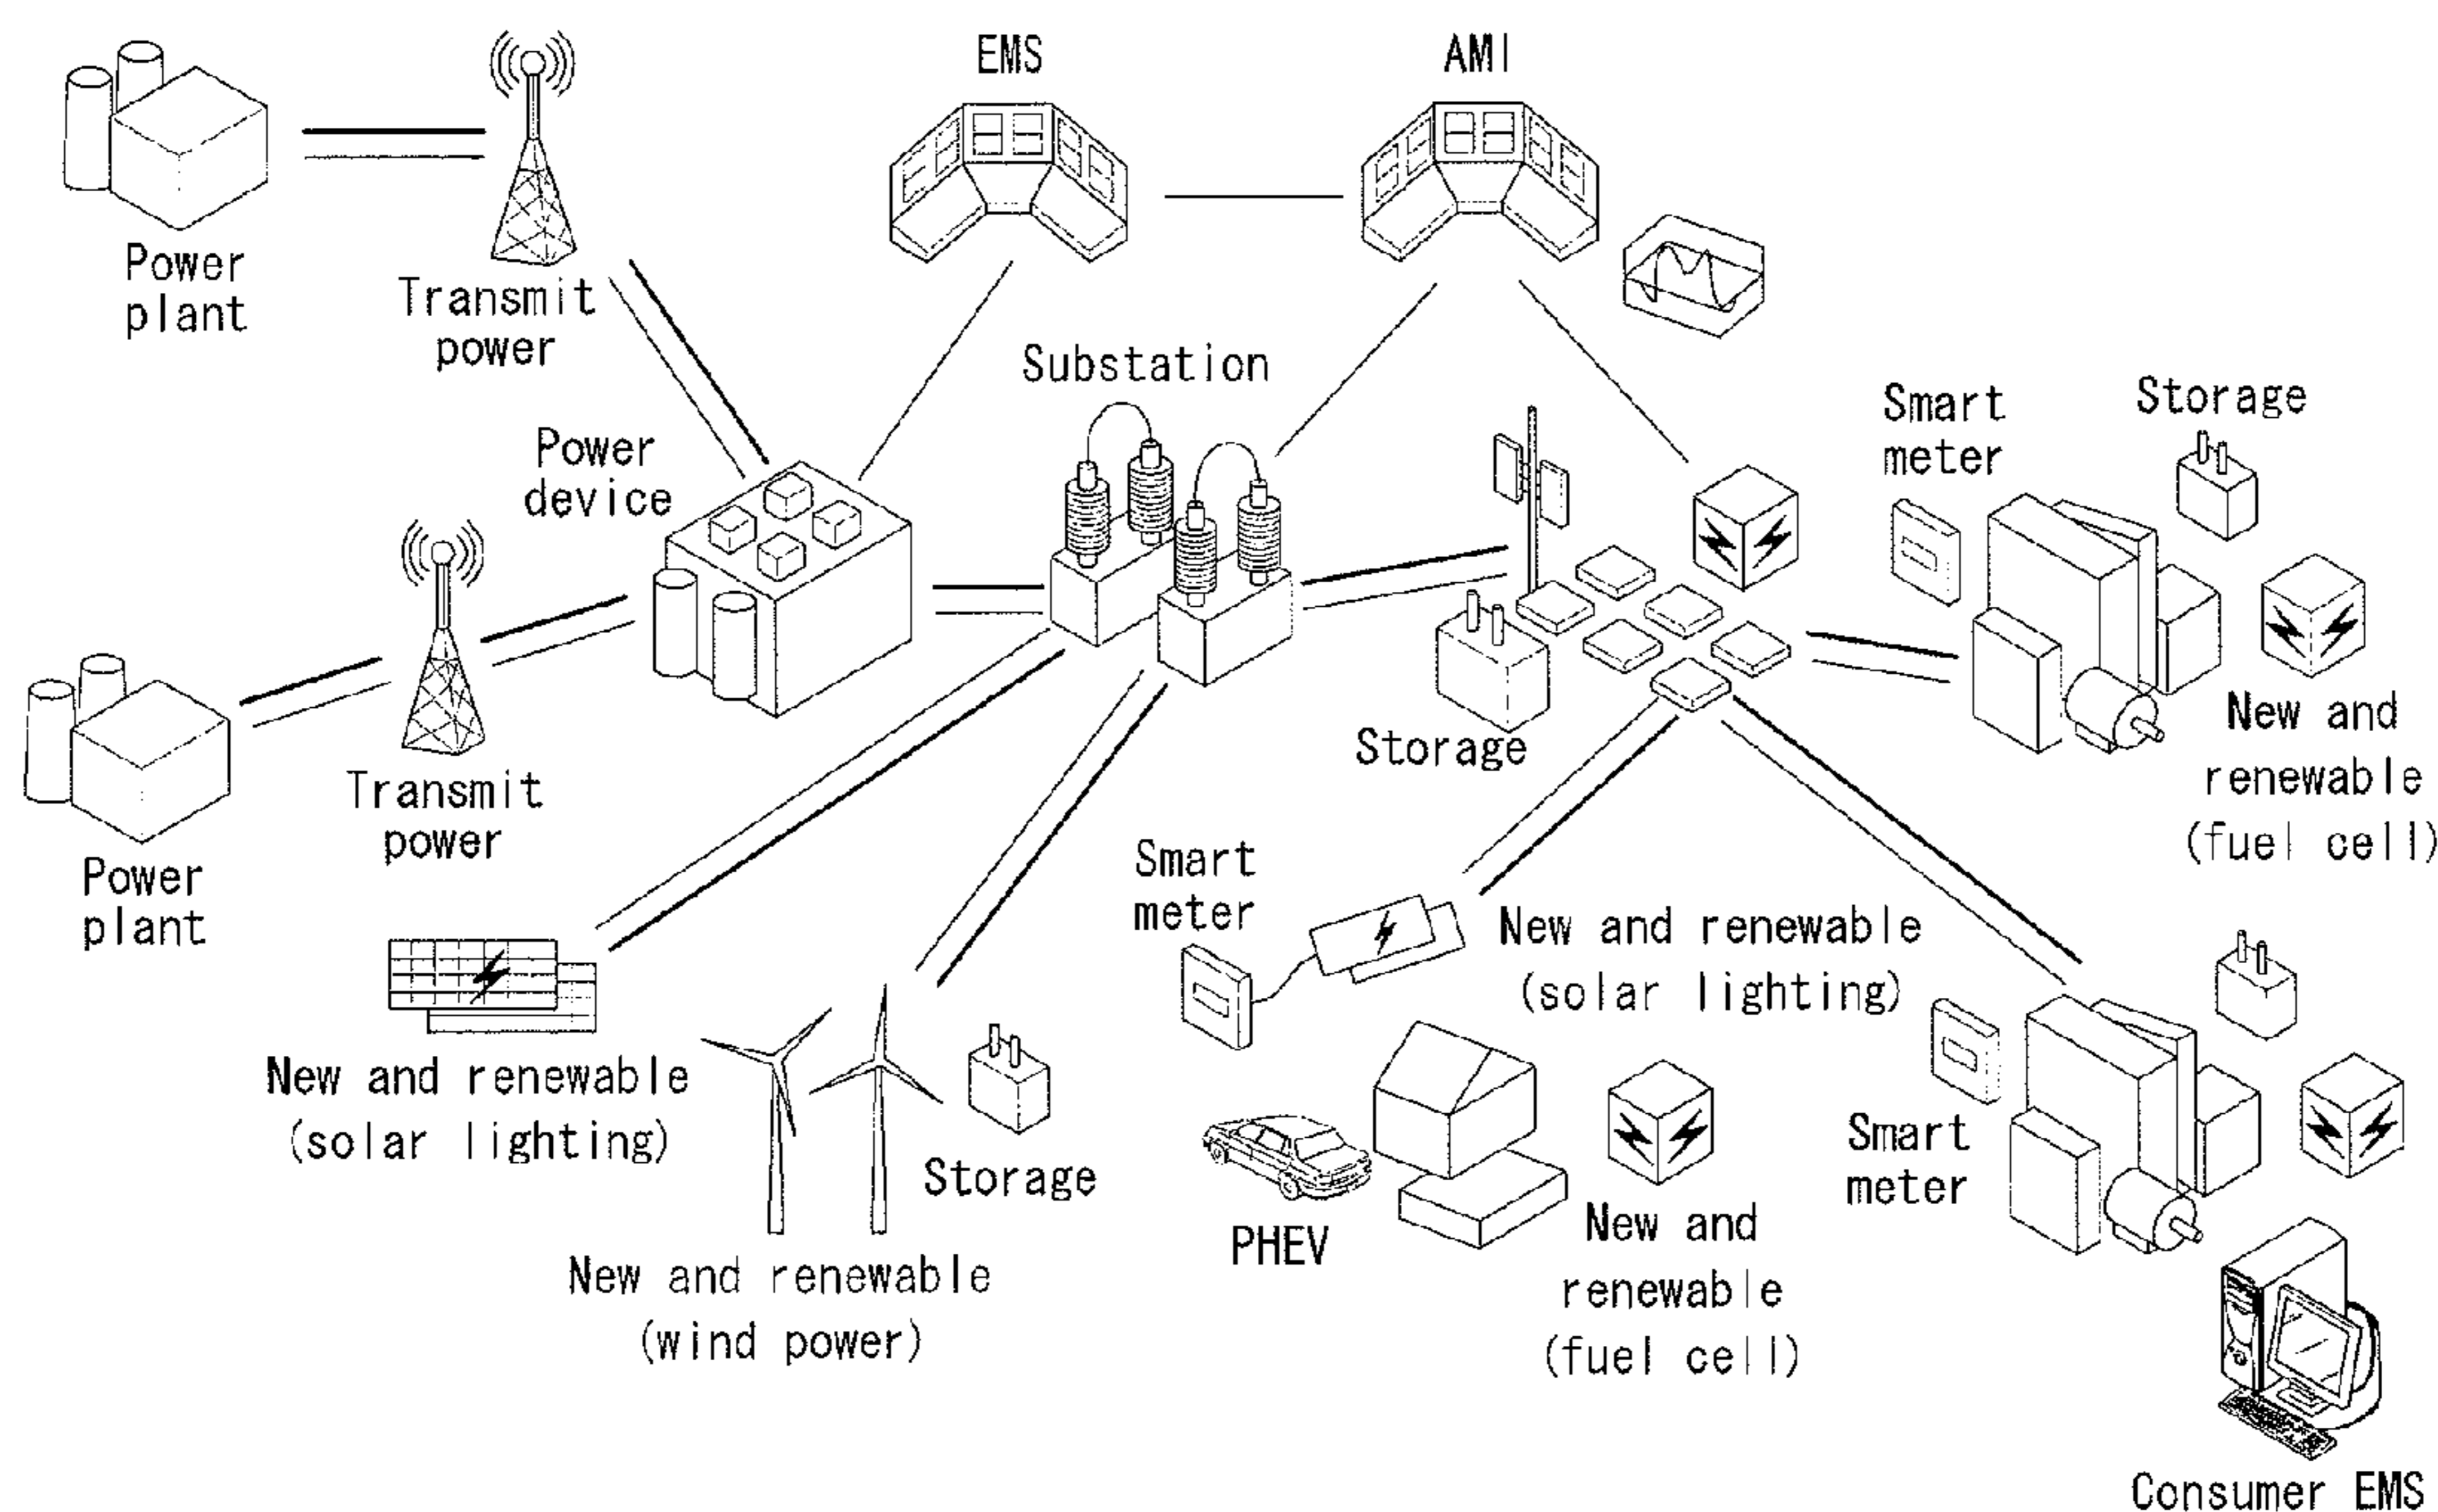 EMS
AMI
Power
plant
Transmit
power
Substation
Power
device
Smart
meter
Storage
Storage
New and
renewable
(fuel cell)
Transmit
power
Power
plant
Smart
meter
New and renewable
(solar lighting)
New and renewable
(solar lighting)
Storage
New and renewable
(wind power)
PHEV
New and
renewable
(fuel cell)
Smart
meter
Consumer EMS